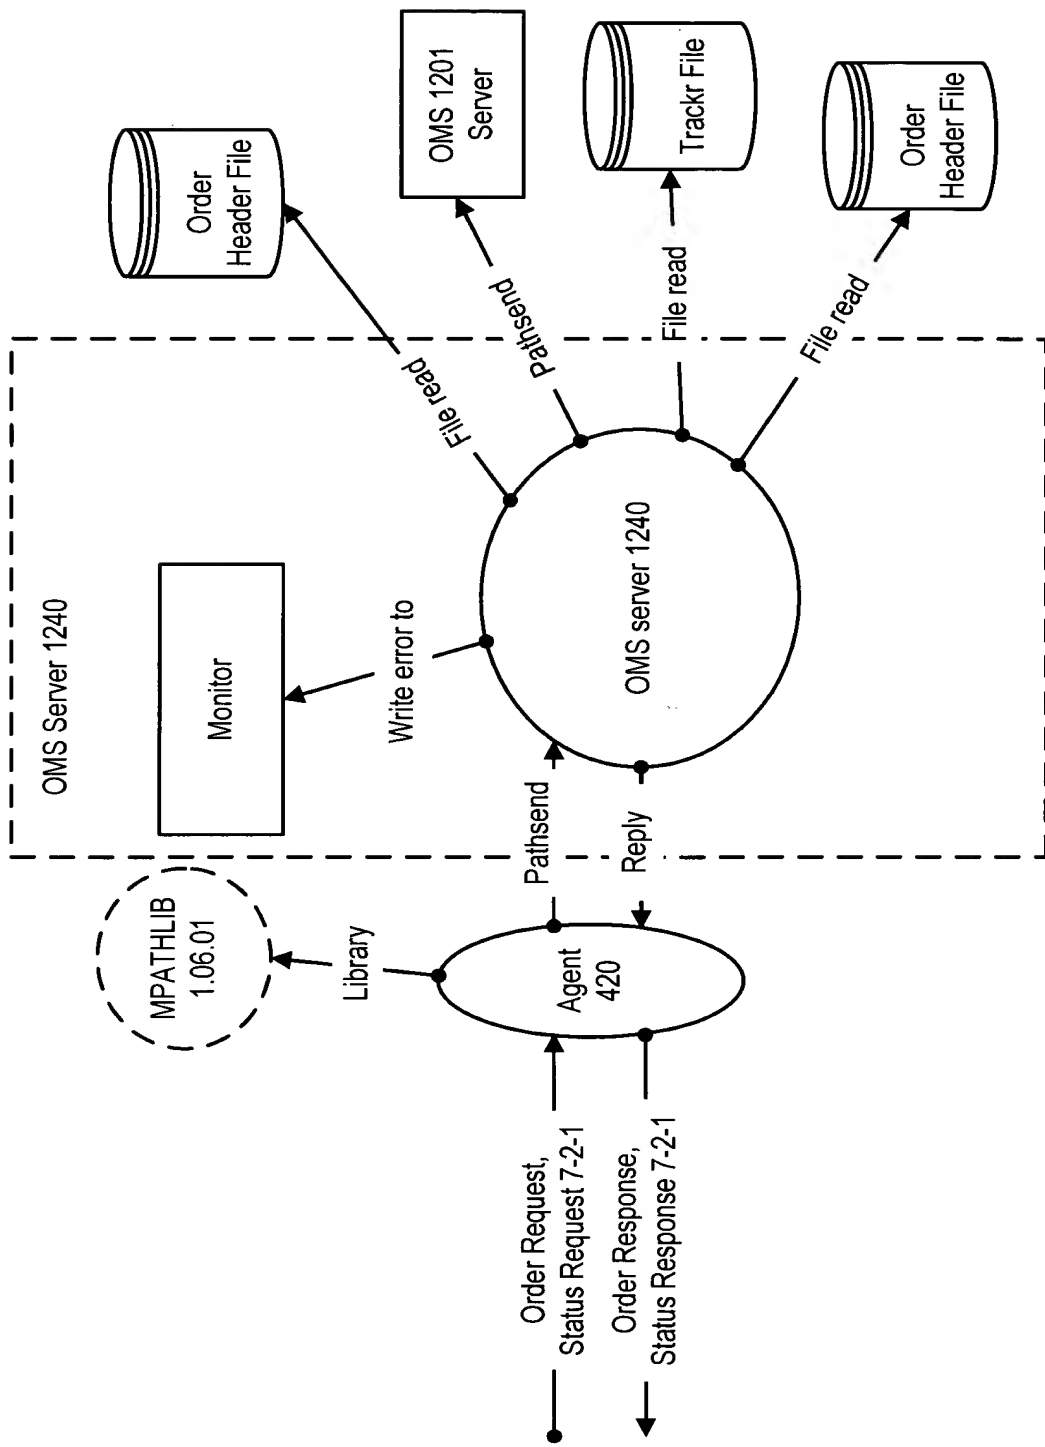 OMS Server 1240
MPATHLIB
1.06.01
Monitor
Order
Header File
Library
Write error to
File read
OMS 1201
Server
Pathsend
Pathsend
Order Request,
Status Request 7-2-1
Agent
420
Reply
OMS server 1240
File read
Trackr File
Order Response,
Status Response 7-2-1
File read
Order
Header File